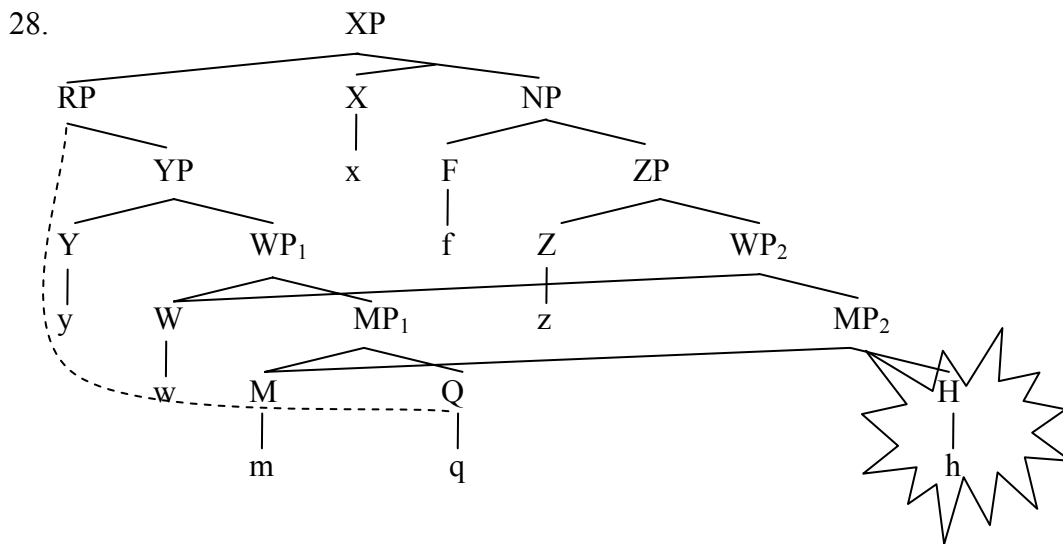 28. XP
RP X NP
YP x F ZP
Y WP₁ f Z WP₂
y W MP₁ z MP₂
w M Q H
m q h